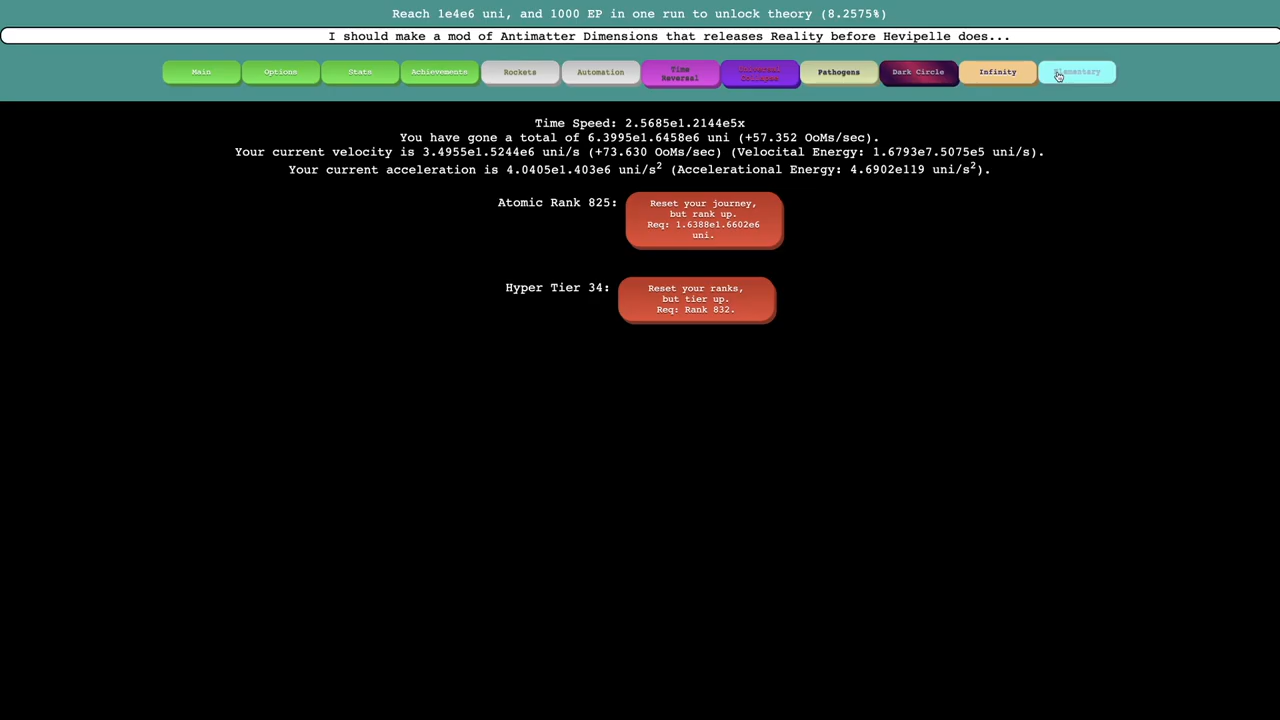 Reach 1e4e6 uni, and 1000 EP in one run to unlock theory (8.2575%)
I should make a mod of Antimatter Dimensions that releases Reality before Hevipelle does...
Main
Options
Stats
Achievements
Rockets
Automation
Time
Reversal
Universal
Collapse
Pathogens
Dark Circle
Infinity
Elementary
Time Speed: 2.5685e1.2144e5x
You have gone a total of 6.3995e1.6458e6 uni (+57.352 OoMs/sec).
Your current velocity is 3.4955e1.5244e6 uni/s (+73.630 OoMs/sec) (Velocital Energy: 1.6793e7.5075e5 uni/s).
Your current acceleration is 4.0405e1.403e6 uni/s² (Accelerational Energy: 4.6902e119 uni/s²).
Atomic Rank 825:
Reset your journey,
but rank up.
Req: 1.6388e1.6602e6
uni.
Hyper Tier 34:
Reset your ranks,
but tier up.
Req: Rank 832.